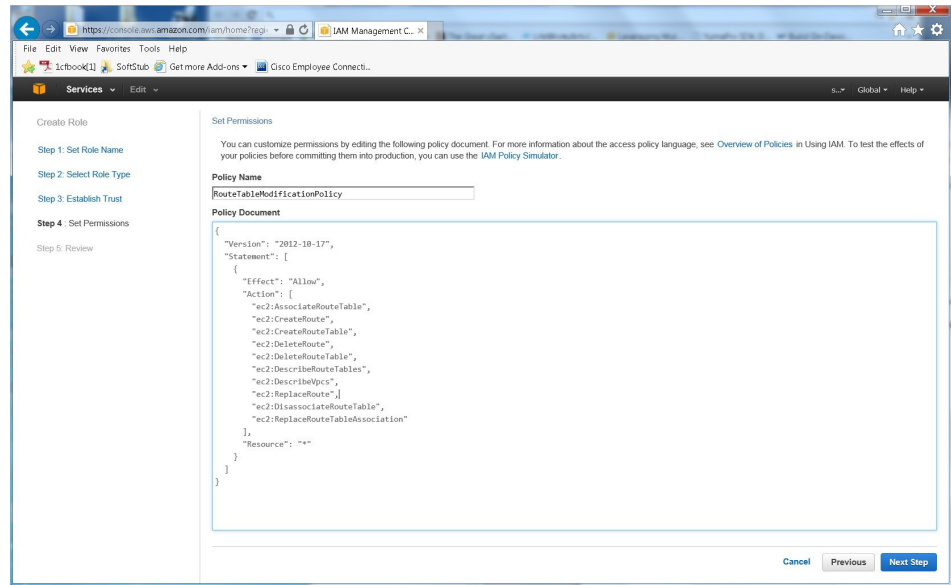 https://console.aws.amazon.com/iam/home?regi
IAM Management C...
File Edit View Favorites Tools Help
1cfbook[1] SoftStub Get more Add-ons Cisco Employee Connecti...
Services Edit s... Global Help
Create Role
Step 1: Set Role Name
Step 2: Select Role Type
Step 3: Establish Trust
Step 4 : Set Permissions
Step 5: Review
Set Permissions
You can customize permissions by editing the following policy document. For more information about the access policy language, see Overview of Policies in Using IAM. To test the effects of
your policies before committing them into production, you can use the IAM Policy Simulator.
Policy Name
RouteTableModificationPolicy
Policy Document
{
"Version": "2012-10-17",
"Statement": [
{
"Effect": "Allow",
"Action": [
"ec2:AssociateRouteTable",
"ec2:CreateRoute",
"ec2:CreateRouteTable",
"ec2:DeleteRoute",
"ec2:DeleteRouteTable",
"ec2:DescribeRouteTables",
"ec2:DescribeVpcs",
"ec2:ReplaceRoute",
"ec2:DisassociateRouteTable",
"ec2:ReplaceRouteTableAssociation"
],
"Resource": "*"
}
]
}
Cancel Previous Next Step